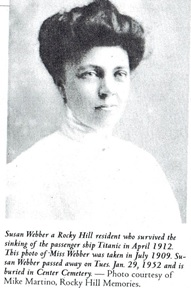 Susan Webber a Rocky Hill resident who survived the
sinking of the passenger ship Titanic in April 1912.
This photo of Miss Webber was taken in July 1909. Su-
san Webber passed away on Tues. Jan. 29, 1952 and is
buried in Center Cemetery. — Photo courtesy of
Mike Martino, Rocky Hill Memories.